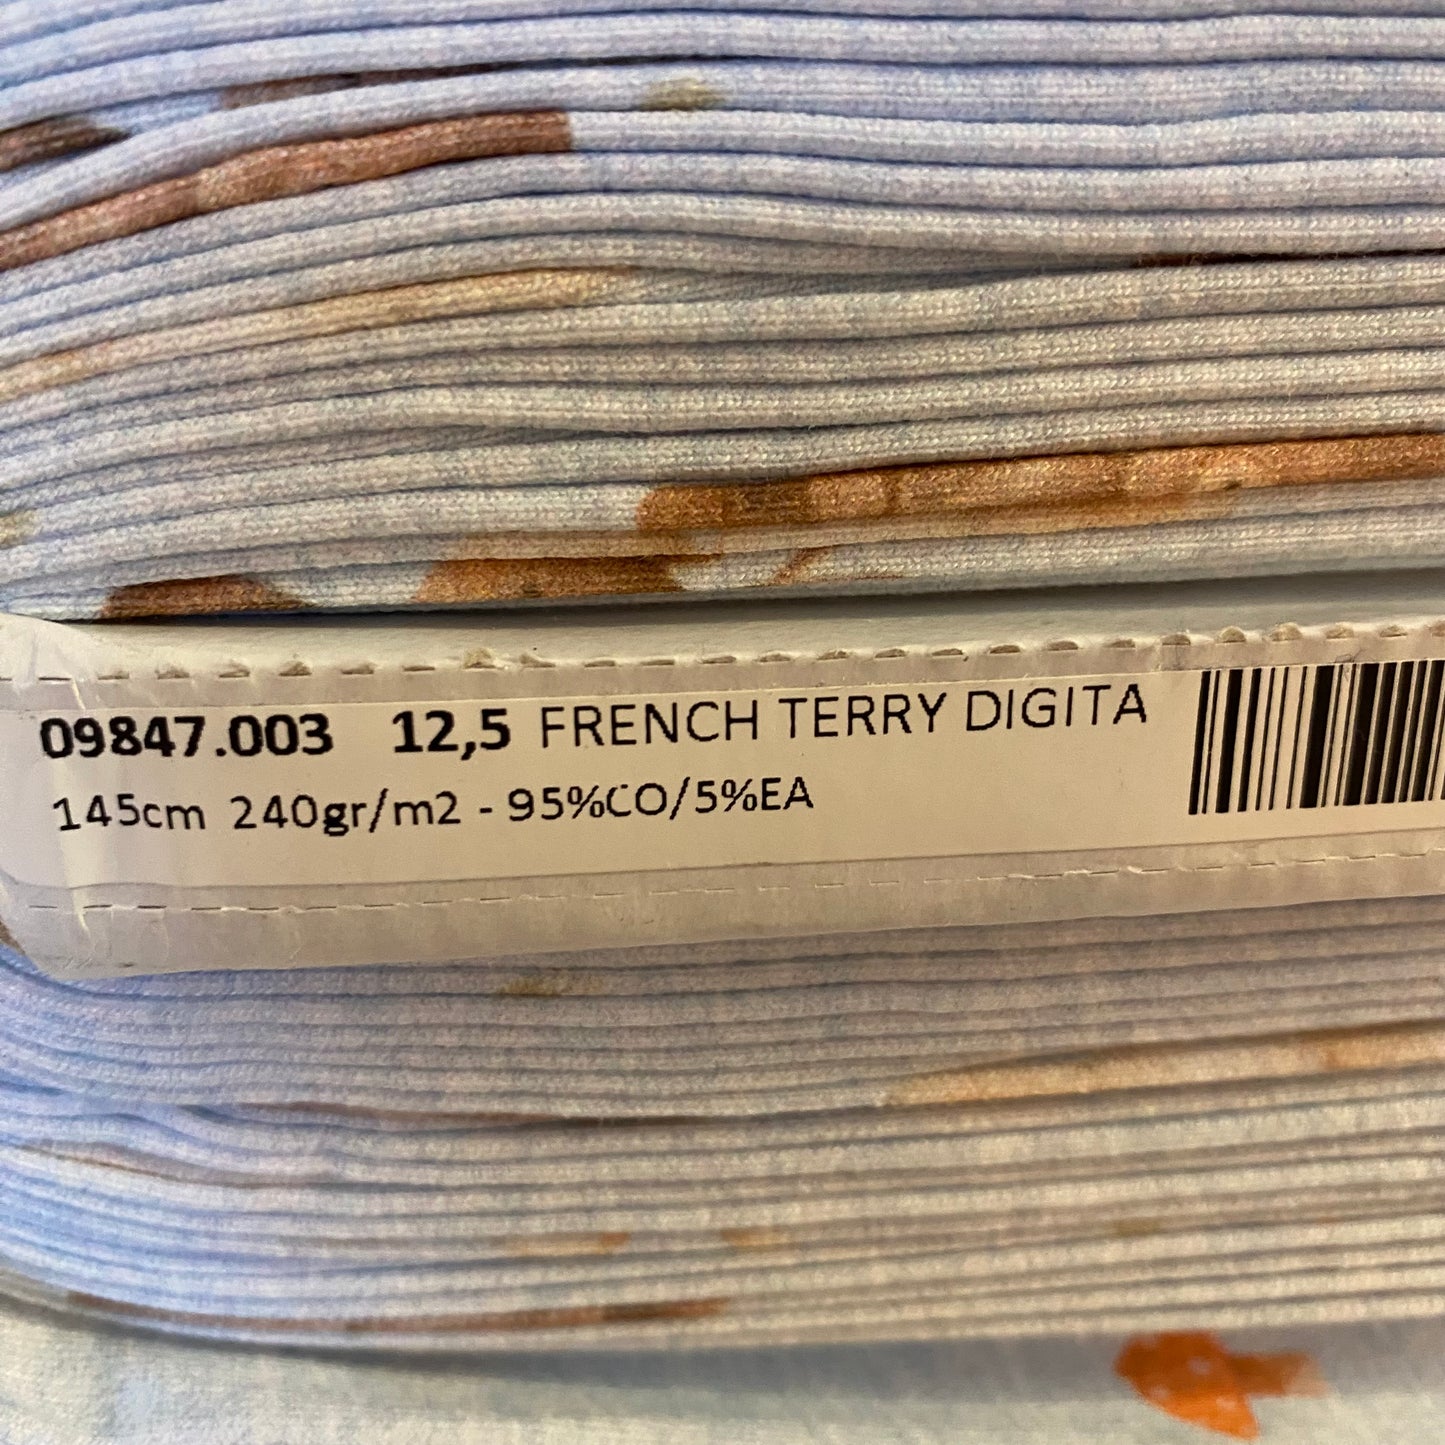 09847.003 12,5 FRENCH TERRY DIGITA
145cm 240gr/m2 - 95%CO/5%EA